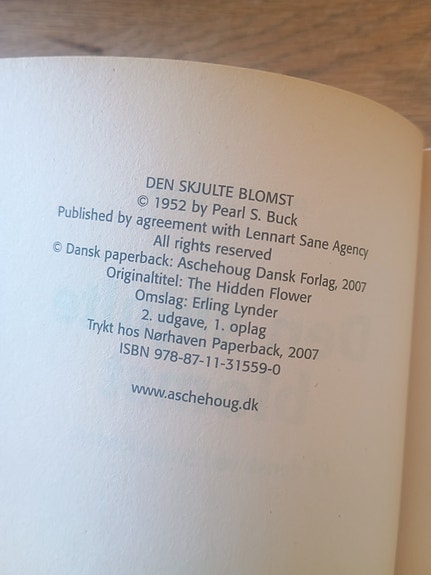 DEN SKJULTE BLOMST
© 1952 by Pearl S. Buck
Published by agreement with Lennart Sane Agency
All rights reserved
© Dansk paperback: Aschehoug Dansk Forlag, 2007
Originaltitel: The Hidden Flower
Omslag: Erling Lynder
2. udgave, 1. oplag
Trykt hos Nørhaven Paperback, 2007
ISBN 978-87-11-31559-0
www.aschehoug.dk